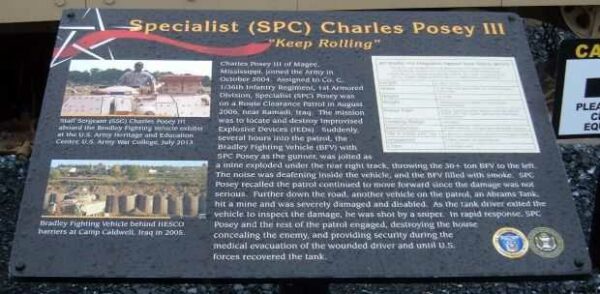 Specialist (SPC) Charles Posey III
"Keep Rolling"
Charles Posey III of Magee,
Mississippi, joined the Army in
October 2004. Assigned to Co. C,
1/36th Infantry Regiment, 1st Armored
Division, Specialist (SPC) Posey was
on a Route Clearance Patrol in August
2006, near Ramadi, Iraq. The mission
was to locate and destroy Improvised
Explosive Devices (IEDs). Suddenly,
several hours into the patrol, the
Bradley Fighting Vehicle (BFV) with
SPC Posey as the gunner, was jolted as
a mine exploded under the rear right track, throwing the 30+ ton BFV to the left.
The noise was deafening inside the vehicle, and the BFV filled with smoke. SPC
Posey recalled the patrol continued to move forward since the damage was not
serious. Further down the road, another vehicle on the patrol, an Abrams Tank,
hit a mine and was severely damaged and disabled. As the tank driver exited the
vehicle to inspect the damage, he was shot by a sniper. In rapid response, SPC
Posey and the rest of the patrol engaged, destroying the house
concealing the enemy, and providing security during the
medical evacuation of the wounded driver and until U.S.
forces recovered the tank.
Staff Sergeant (SSG) Charles Posey III
aboard the Bradley Fighting Vehicle exhibit
at the U.S. Army Heritage and Education
Center, U.S. Army War College, July 2013
Bradley Fighting Vehicle behind HESCO
barriers at Camp Caldwell, Iraq in 2005.
CA
PLEA
CL
EQUI